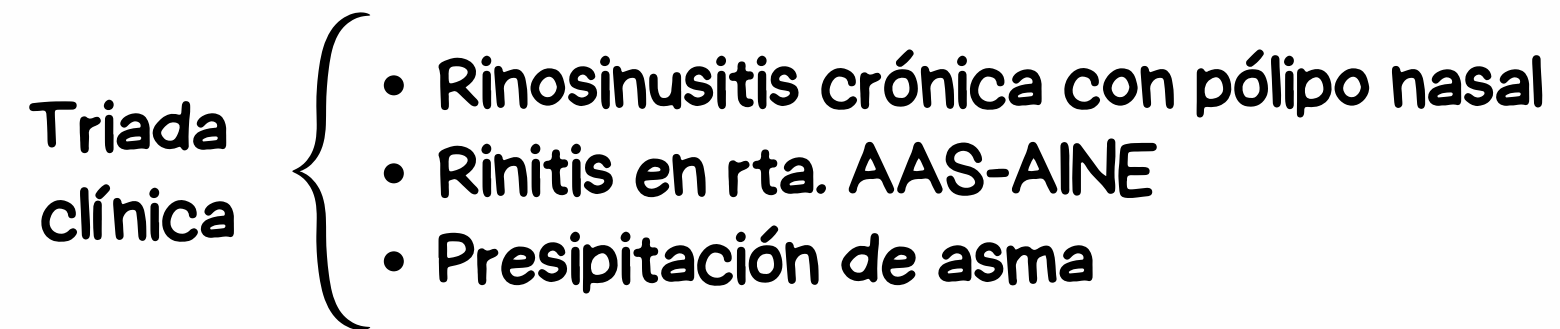 Triada
clínica
• Rinosinusitis crónica con pólipo nasal
• Rinitis en rta. AAS-AINE
• Presipitación de asma